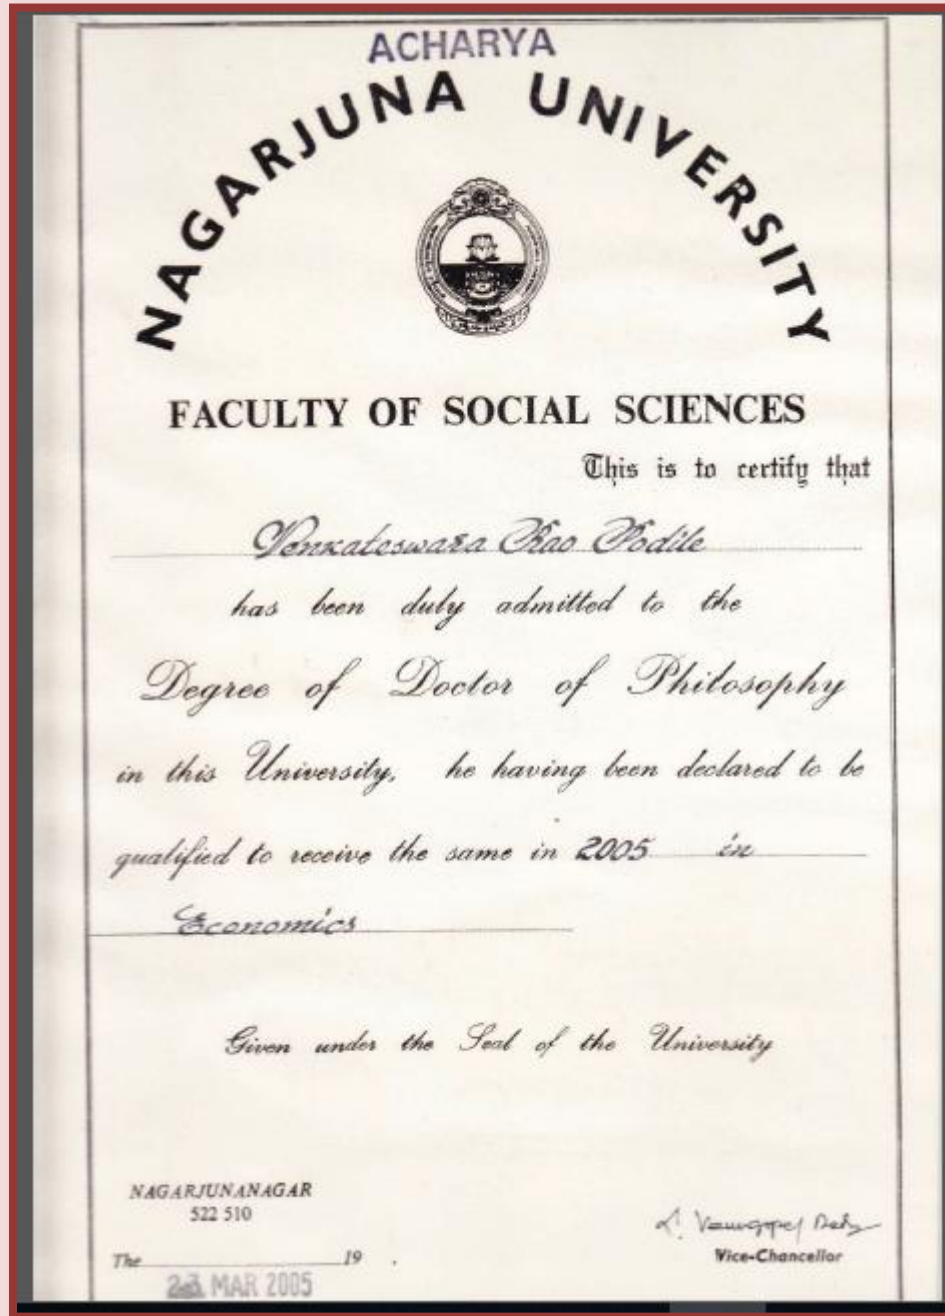 ACHARYA
NAGARJUNA UNIVERSITY
FACULTY OF SOCIAL SCIENCES
This is to certify that
Venkateswara Rao Podile
has been duly admitted to the
Degree of Doctor of Philosophy
in this University, he having been declared to be
qualified to receive the same in 2005 in
Economics
Given under the Seal of the University
NAGARJUNANAGAR
522 510
The 19 .
23 MAR 2005
Vice-Chancellor